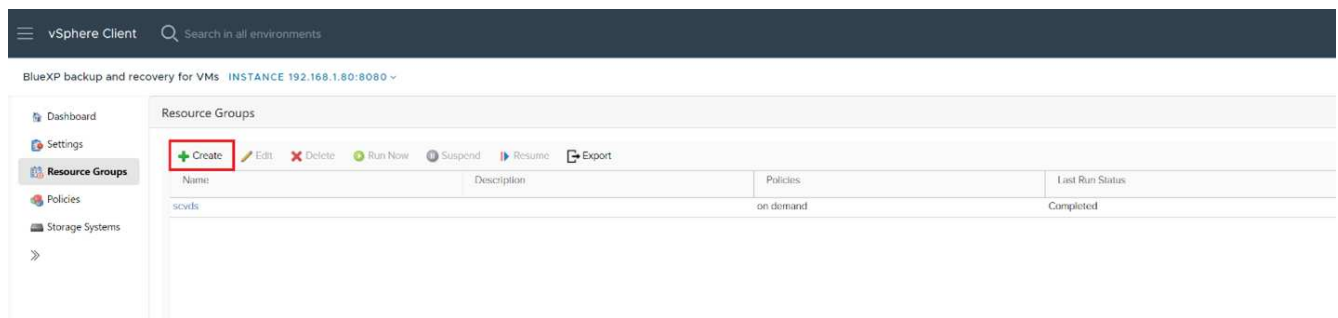 vSphere Client Search in all environments
BlueXP backup and recovery for VMs INSTANCE 192.168.1.80:8080
Dashboard
Settings
Resource Groups
Policies
Storage Systems
Resource Groups
Create Edit Delete Run Now Suspend Resume Export
Name Description Policies Last Run Status
scvds on demand Completed